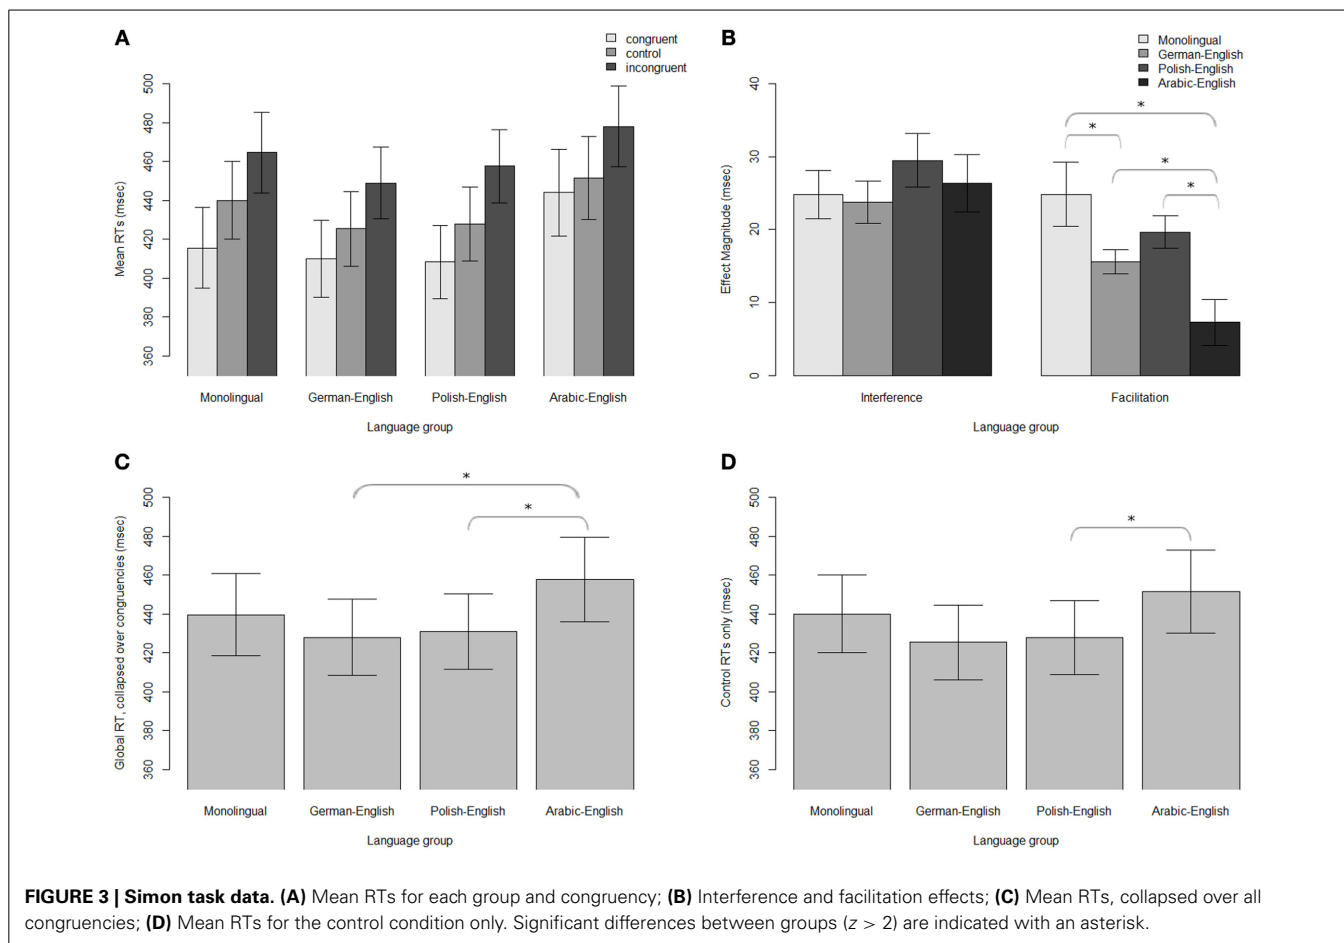 A
congruent
control
incongruent
500
480
460
440
420
400
380
360
Mean RTs (msec)
Monolingual
German-English
Polish-English
Arabic-English
Language group
B
Monolingual
German-English
Polish-English
Arabic-English
40
30
20
10
0
Effect Magnitude (msec)
*
*
*
*
Interference
Facilitation
Language group
C
500
480
460
440
420
400
380
360
Global RT, collapsed over congruencies (msec)
*
*
Monolingual
German-English
Polish-English
Arabic-English
Language group
D
500
480
460
440
420
400
380
360
Control RTs only (msec)
*
Monolingual
German-English
Polish-English
Arabic-English
Language group
FIGURE 3 | Simon task data. (A) Mean RTs for each group and congruency; (B) Interference and facilitation effects; (C) Mean RTs, collapsed over all
congruencies; (D) Mean RTs for the control condition only. Significant differences between groups (z > 2) are indicated with an asterisk.